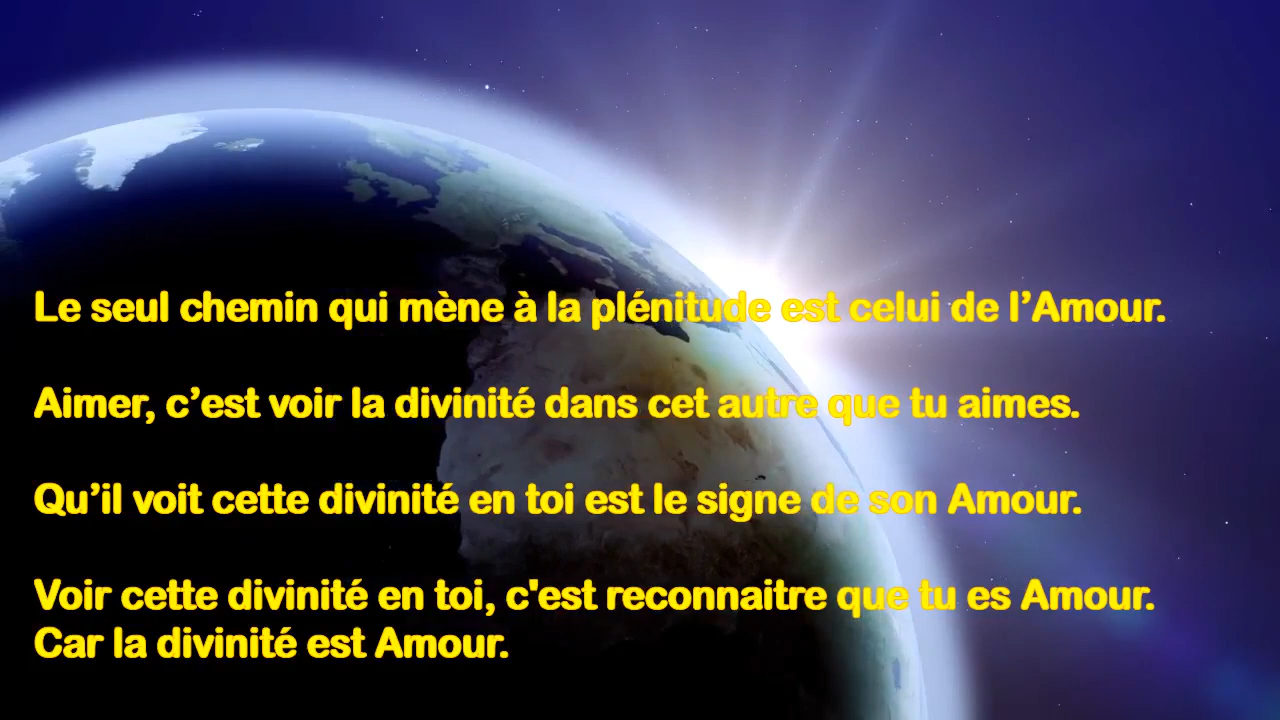 Le seul chemin qui mène à la plénitude est celui de l’Amour.
Aimer, c’est voir la divinité dans cet autre que tu aimes.
Qu’il voit cette divinité en toi est le signe de son Amour.
Voir cette divinité en toi, c'est reconnaitre que tu es Amour.
Car la divinité est Amour.